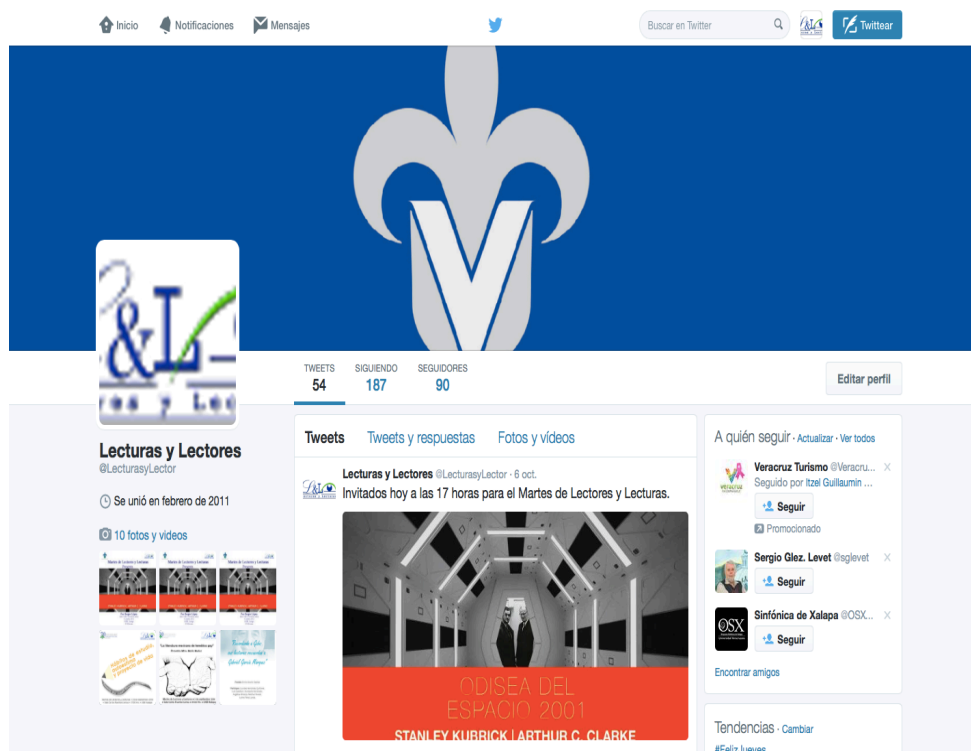 Inicio
Notificaciones
Mensajes
Buscar en Twitter
Twittear
V
&L
TWEETS
54
SIGUIENDO
187
SEGUIDORES
90
Editar perfil
Lecturas y Lectores
@LecturasyLector
Se unió en febrero de 2011
10 fotos y videos
Tweets
Tweets y respuestas
Fotos y vídeos
Lecturas y Lectores @LecturasyLector · 6 oct.
Invitados hoy a las 17 horas para el Martes de Lectores y Lecturas.
ODISEA DEL
ESPACIO 2001
STANLEY KUBRICK | ARTHUR C. CLARKE
A quién seguir · Actualizar · Ver todos
Veracruz Turismo @Veracru...
Seguido por Itzel Guillaumin ...
Seguir
Promocionado
Sergio Glez. Levet @sglevet
Seguir
OSX
Sinfónica de Xalapa @OSX...
Seguir
Encontrar amigos
Tendencias · Cambiar
#Feliz Jueves